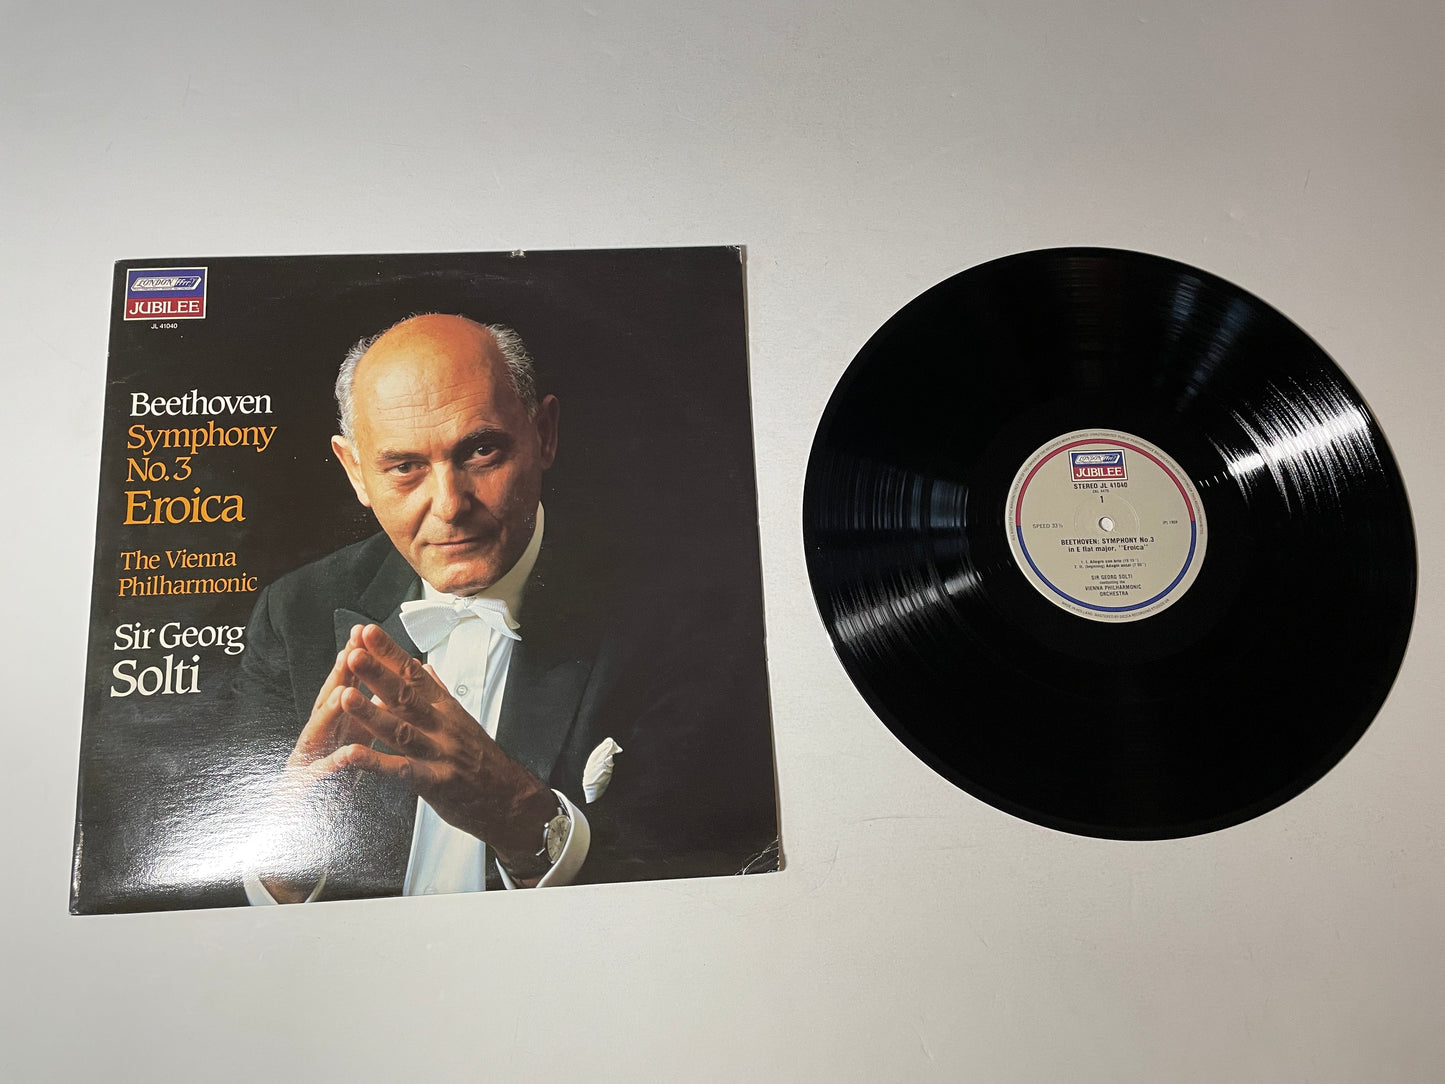 LONDON ffrr
JUBILEE
JL 41040
Beethoven
Symphony
No.3
Eroica
The Vienna
Philharmonic
Sir Georg
Solti
LONDON ffrr
JUBILEE
STEREO JL 41040
1
SPEED 33⅓
BEETHOVEN: SYMPHONY No.3
in E flat major, "Eroica"
SIR GEORG SOLTI
conducting the
VIENNA PHILHARMONIC
ORCHESTRA